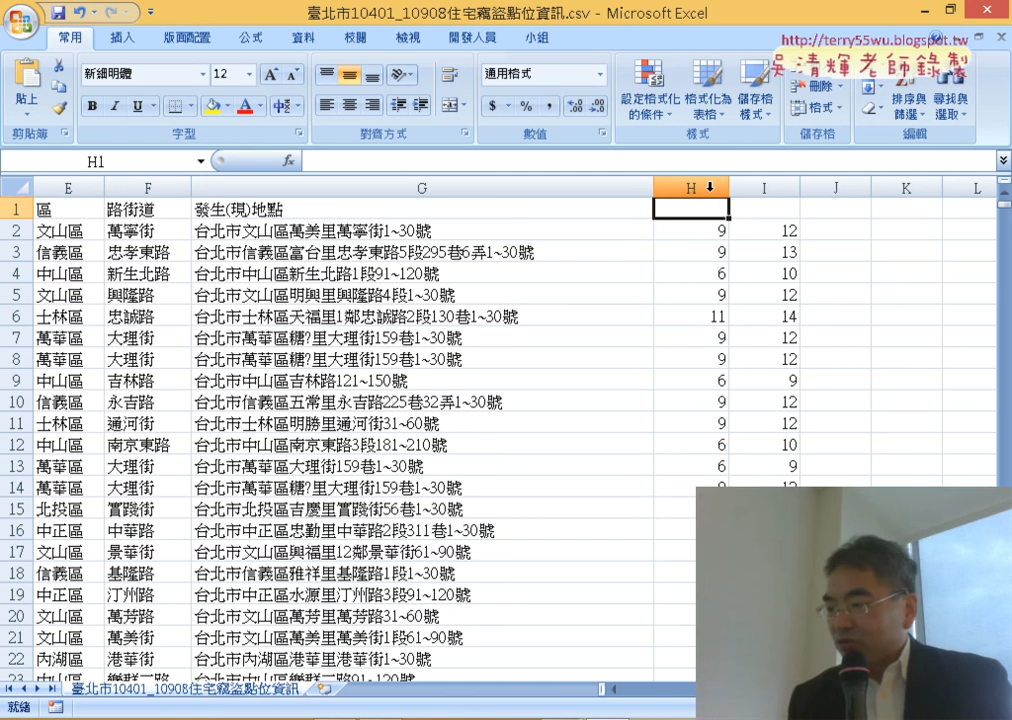 臺北市10401_10908住宅竊盜點位資訊.csv - Microsoft Excel
常用 插入 版面配置 公式 資料 校閱 檢視 開發人員 小組
http://terry55wu.blogspot.tw
吳清輝老師錄製
貼上 新細明體 12 通用格式 設定格式化的條件 格式化為表格 儲存格樣式 刪除 格式 排序與篩選 尋找與選取
B I U A 中 $ % ,
剪貼簿 字型 對齊方式 數值 樣式 儲存格 編輯
H1 fx
E F G H I J K L
1 區 路街道 發生(現)地點
2 文山區 萬寧街 台北市文山區萬美里萬寧街1~30號 9 12
3 信義區 忠孝東路 台北市信義區富台里忠孝東路5段295巷6弄1~30號 9 13
4 中山區 新生北路 台北市中山區新生北路1段91~120號 6 10
5 文山區 興隆路 台北市文山區明興里興隆路4段1~30號 9 12
6 士林區 忠誠路 台北市士林區天福里1鄰忠誠路2段130巷1~30號 11 14
7 萬華區 大理街 台北市萬華區糖?里大理街159巷1~30號 9 12
8 萬華區 大理街 台北市萬華區糖?里大理街159巷1~30號 9 12
9 中山區 吉林路 台北市中山區吉林路121~150號 6 9
10 信義區 永吉路 台北市信義區五常里永吉路225巷32弄1~30號 9 12
11 士林區 通河街 台北市士林區明勝里通河街31~60號 9 12
12 中山區 南京東路 台北市中山區南京東路3段181~210號 6 10
13 萬華區 大理街 台北市萬華區大理街159巷1~30號 6 9
14 萬華區 大理街 台北市萬華區糖?里大理街159巷1~30號 9 12
15 北投區 實踐街 台北市北投區吉慶里實踐街56巷1~30號
16 中正區 中華路 台北市中正區忠勤里中華路2段311巷1~30號
17 文山區 景華街 台北市文山區興福里12鄰景華街61~90號
18 信義區 基隆路 台北市信義區雅祥里基隆路1段1~30號
19 中正區 汀州路 台北市中正區水源里汀州路3段91~120號
20 文山區 萬芳路 台北市文山區萬芳里萬芳路31~60號
21 文山區 萬美街 台北市文山區萬美里萬美街1段61~90號
22 內湖區 港華街 台北市內湖區港華里港華街1~30號
臺北市10401_10908住宅竊盜點位資訊
就緒